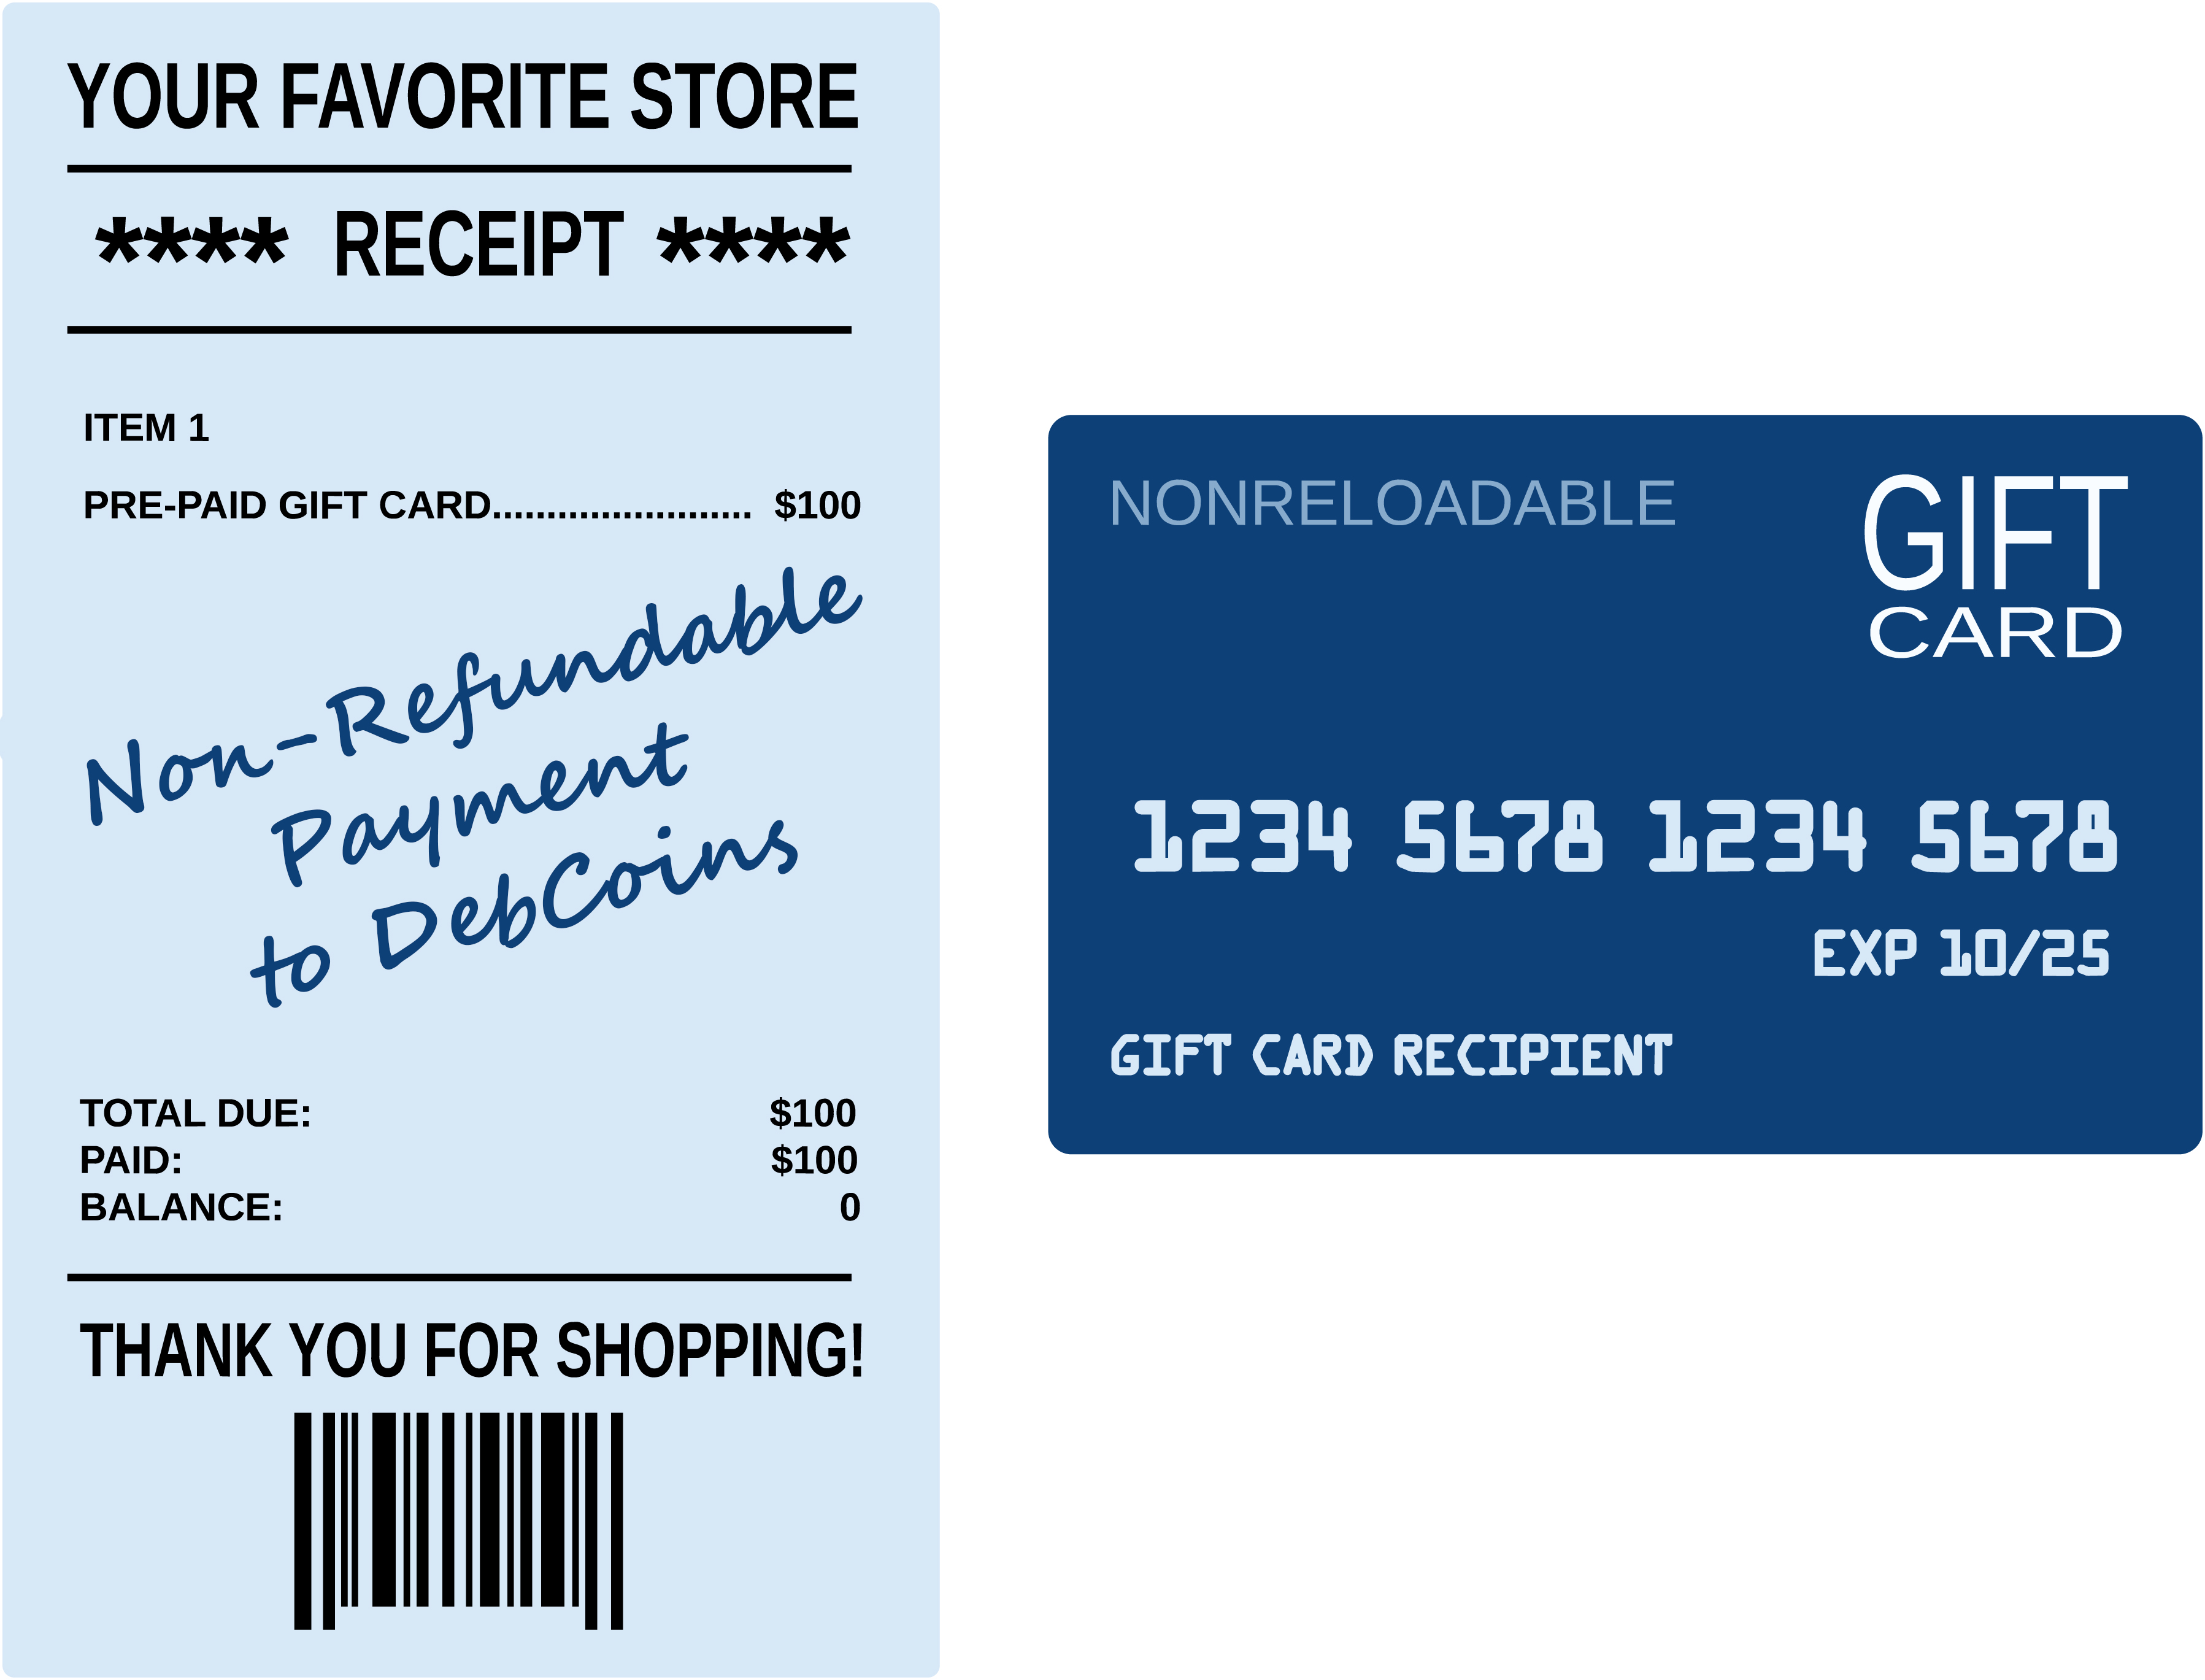 YOUR FAVORITE STORE
**** RECEIPT ****
ITEM 1
PRE-PAID GIFT CARD........................ $100
Non-Refundable
Payment
to DebCoins
TOTAL DUE: $100
PAID: $100
BALANCE: 0
THANK YOU FOR SHOPPING!
NONRELOADABLE
GIFT
CARD
1234 5678 1234 5678
EXP 10/25
GIFT CARD RECIPIENT